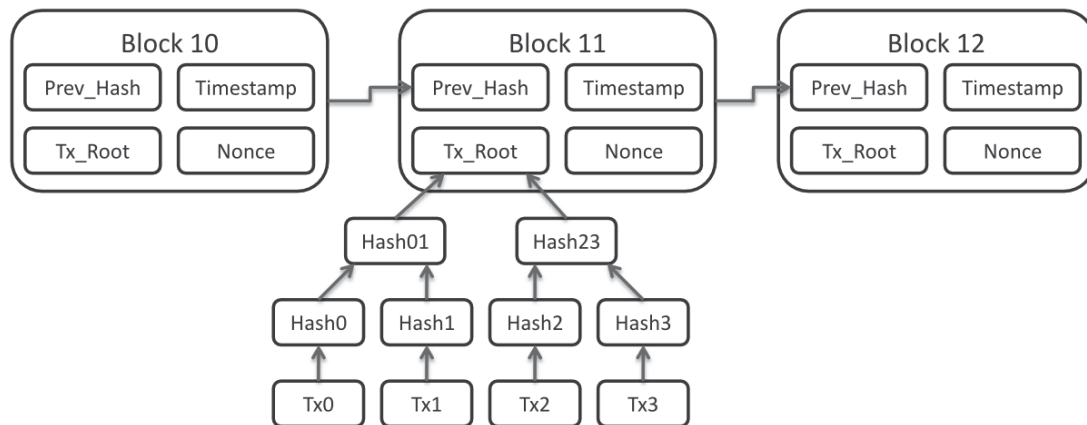 Block 10
Block 11
Block 12
Prev_Hash
Timestamp
Prev_Hash
Timestamp
Prev_Hash
Timestamp
Tx_Root
Nonce
Tx_Root
Nonce
Tx_Root
Nonce
Hash01
Hash23
Hash0
Hash1
Hash2
Hash3
Tx0
Tx1
Tx2
Tx3